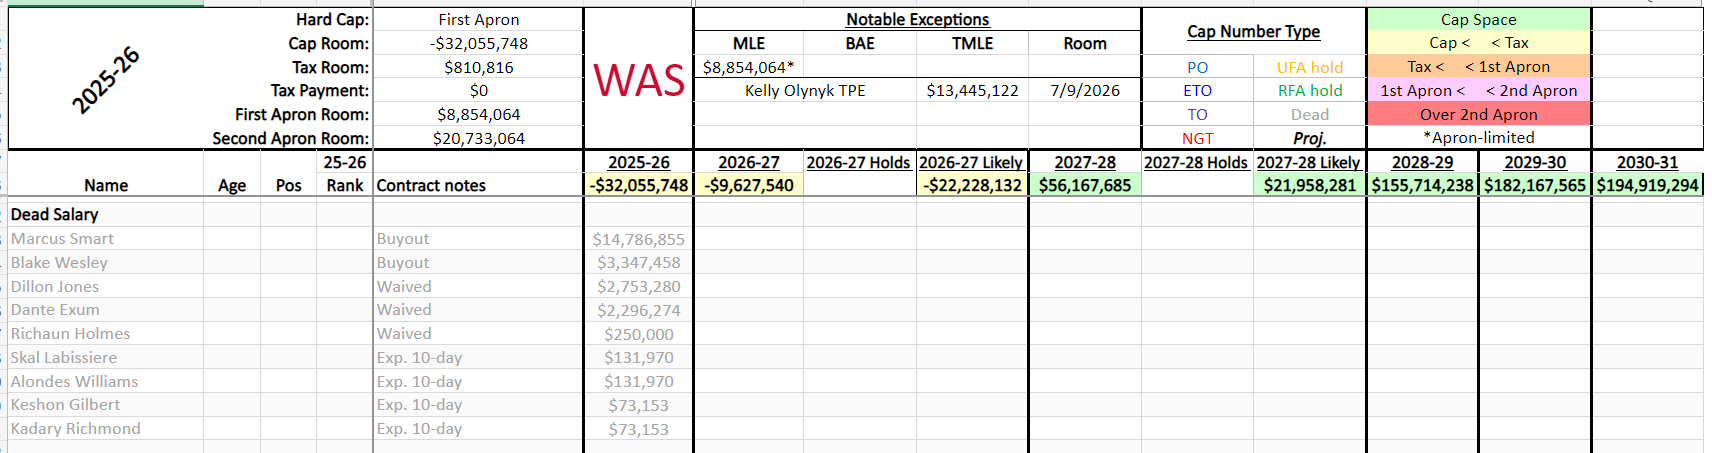 2025-26
Hard Cap: First Apron
Cap Room: -$32,055,748
Tax Room: $810,816
Tax Payment: $0
First Apron Room: $8,854,064
Second Apron Room: $20,733,064
WAS
Notable Exceptions
MLE BAE TMLE Room
$8,854,064*
Kelly Olynyk TPE $13,445,122 7/9/2026
Cap Number Type
PO UFA hold
ETO RFA hold
TO Dead
NGT Proj.
Cap Space
Cap < < Tax
Tax < < 1st Apron
1st Apron < < 2nd Apron
Over 2nd Apron
*Apron-limited
25-26 2025-26 2026-27 2026-27 Holds 2026-27 Likely 2027-28 2027-28 Holds 2027-28 Likely 2028-29 2029-30 2030-31
Name Age Pos Rank Contract notes -$32,055,748 -$9,627,540 -$22,228,132 $56,167,685 $21,958,281 $155,714,238 $182,167,565 $194,919,294
Dead Salary
Marcus Smart Buyout $14,786,855
Blake Wesley Buyout $3,347,458
Dillon Jones Waived $2,753,280
Dante Exum Waived $2,296,274
Richaun Holmes Waived $250,000
Skal Labissiere Exp. 10-day $131,970
Alondes Williams Exp. 10-day $131,970
Keshon Gilbert Exp. 10-day $73,153
Kadary Richmond Exp. 10-day $73,153